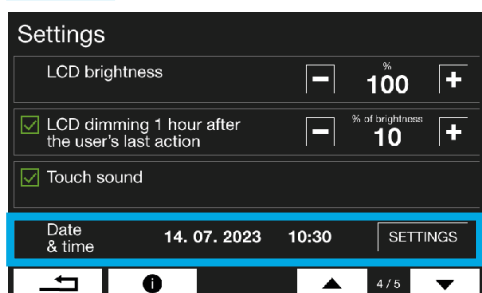 Settings
LCD brightness
%
100
LCD dimming 1 hour after
the user's last action
% of brightness
10
Touch sound
Date
& time
14. 07. 2023 10:30 SETTINGS
4 / 5